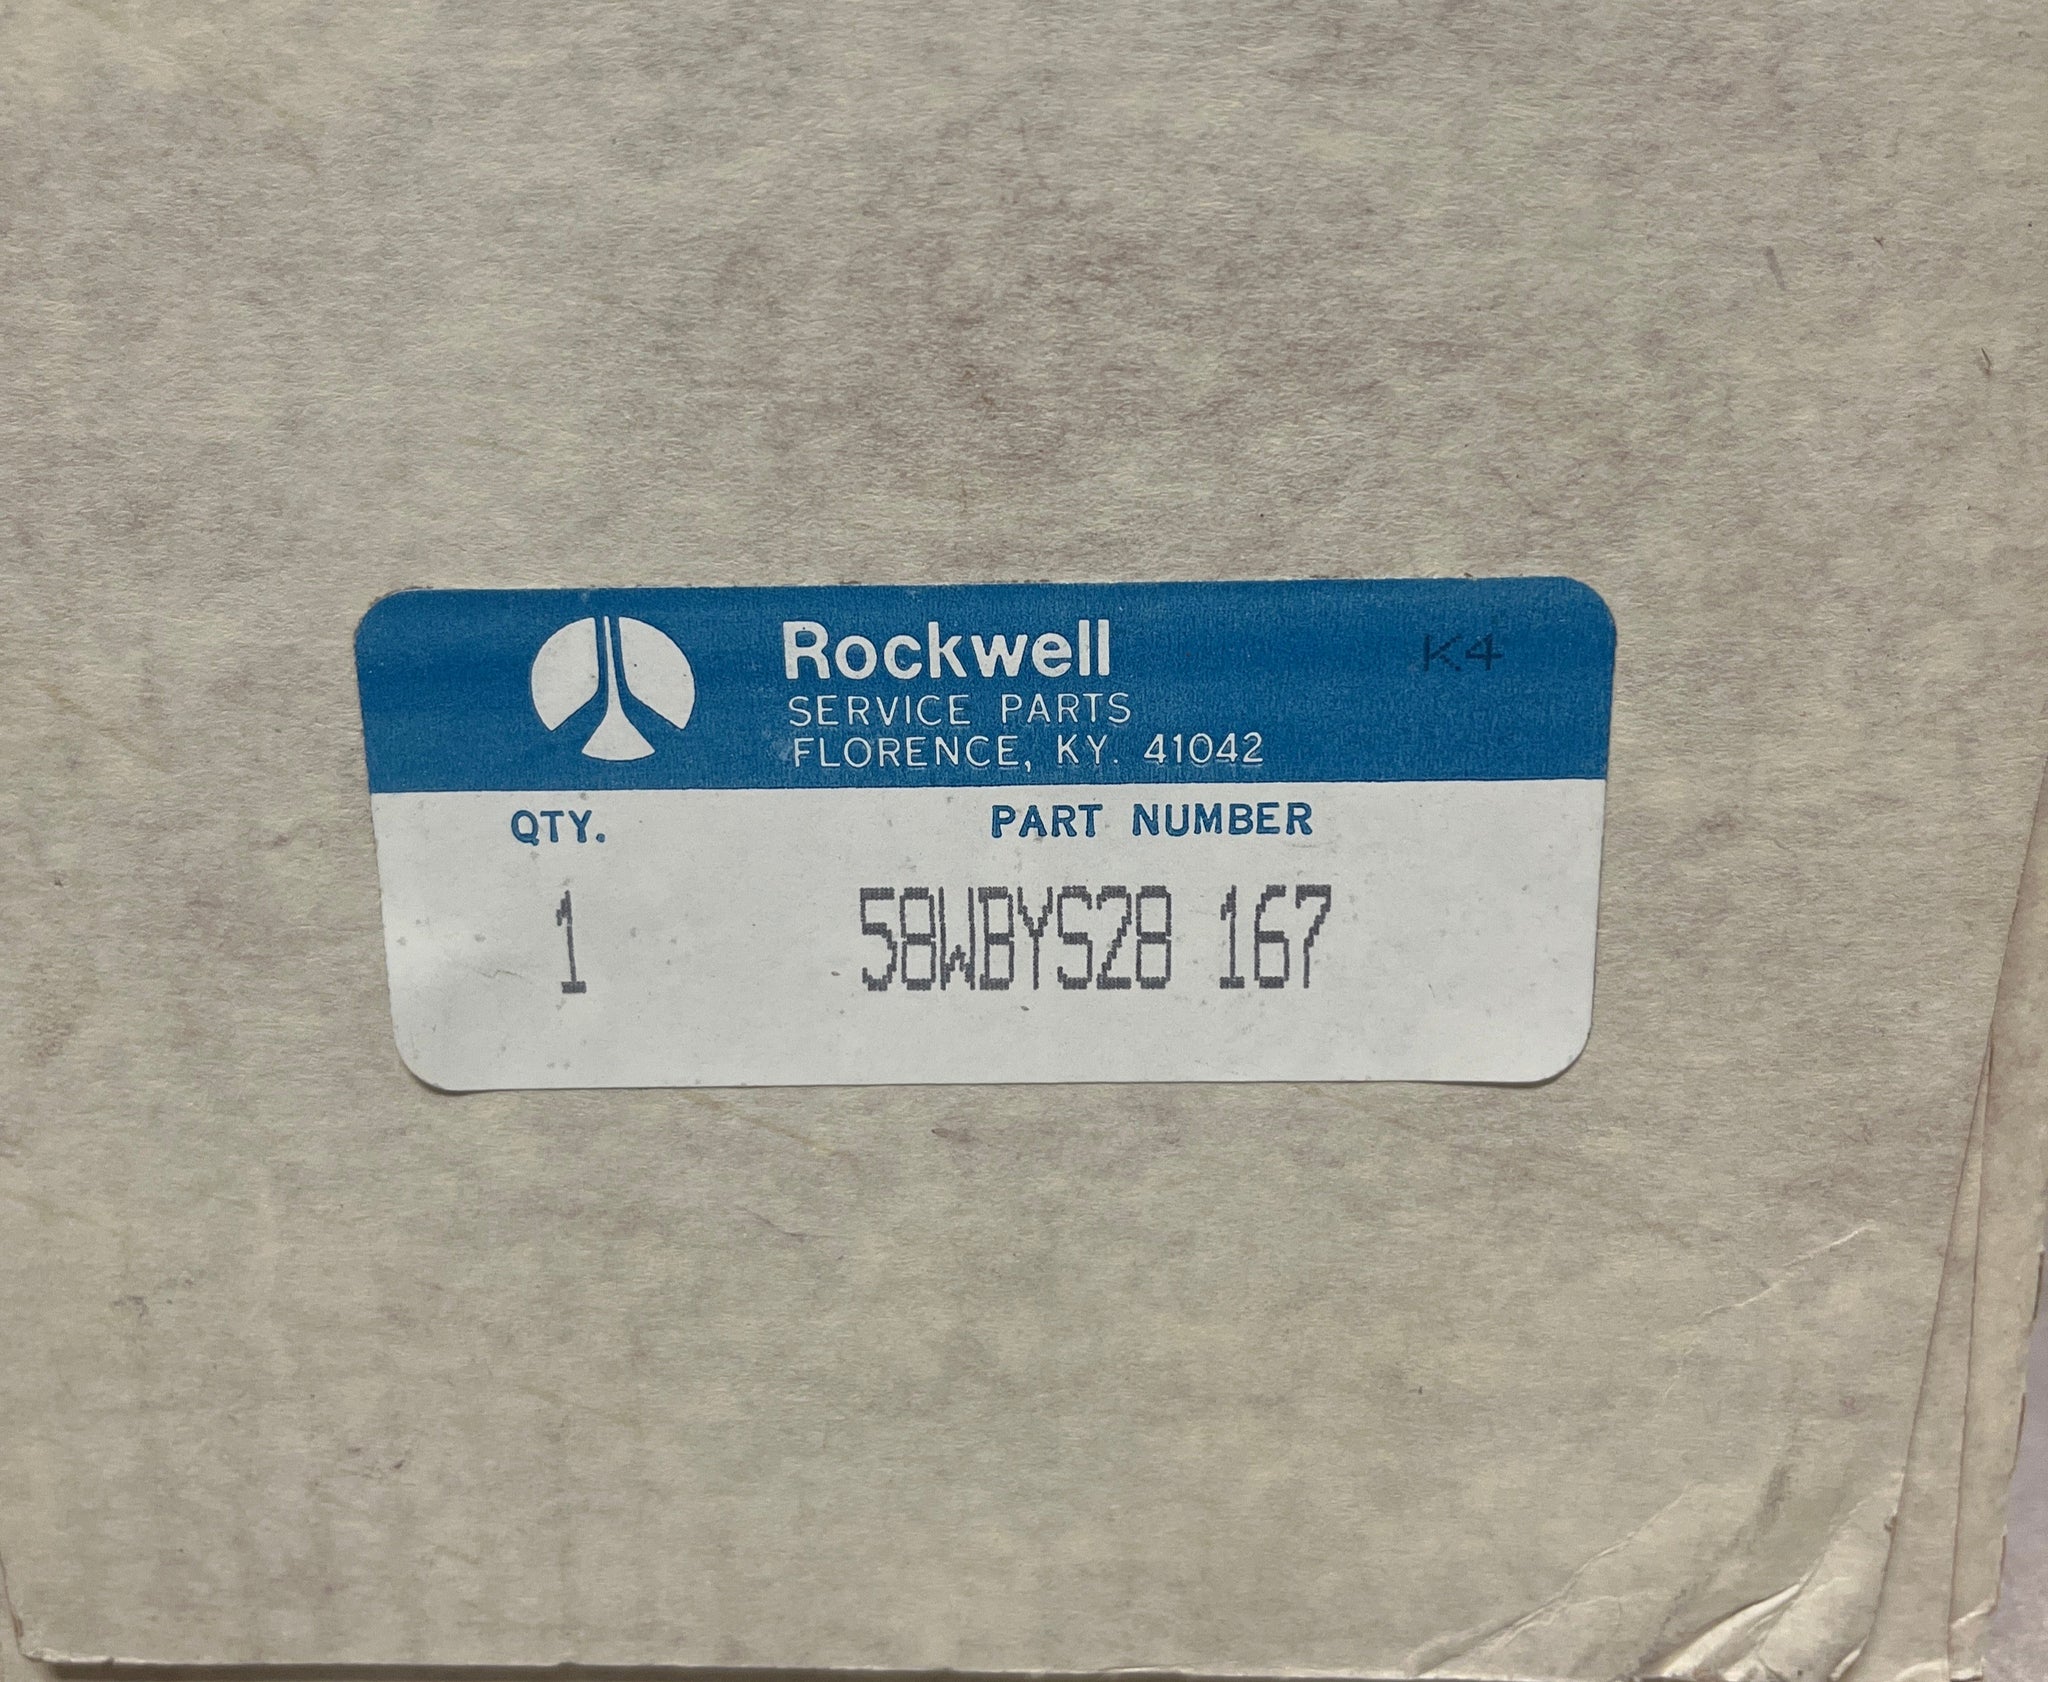 Rockwell K4
SERVICE PARTS
FLORENCE, KY. 41042
QTY. PART NUMBER
1 58WBYS28 167